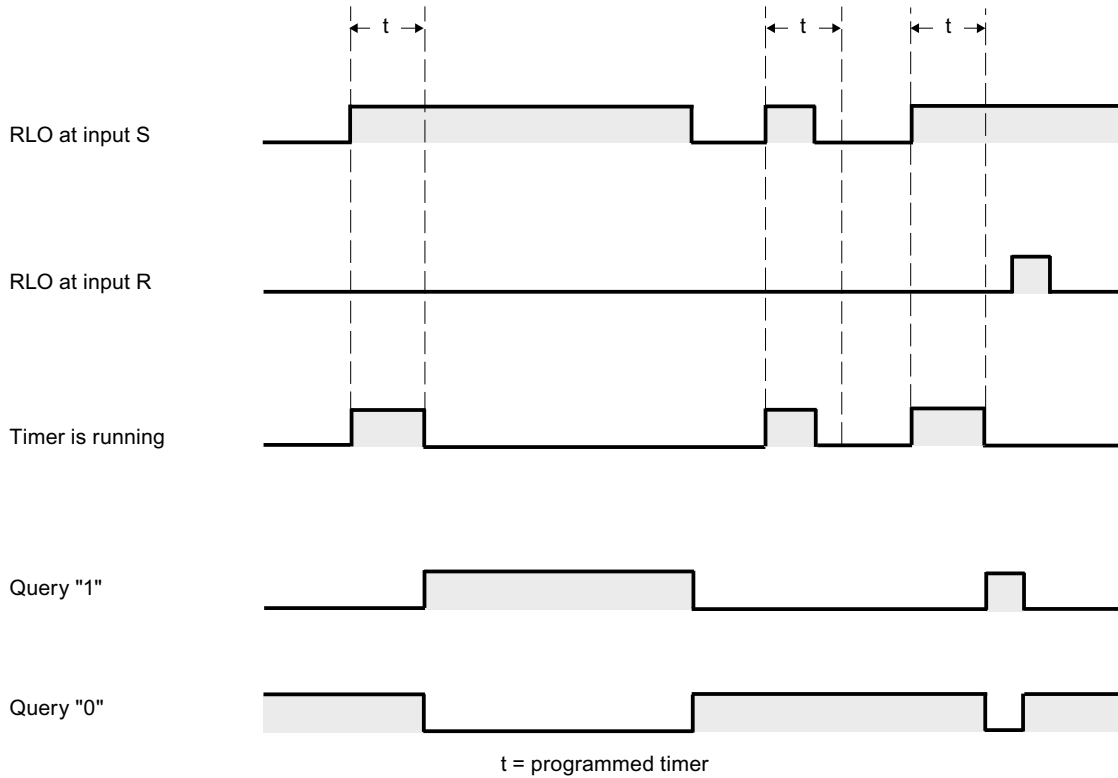 t
t
t
RLO at input S
RLO at input R
Timer is running
Query "1"
Query "0"
t = programmed timer